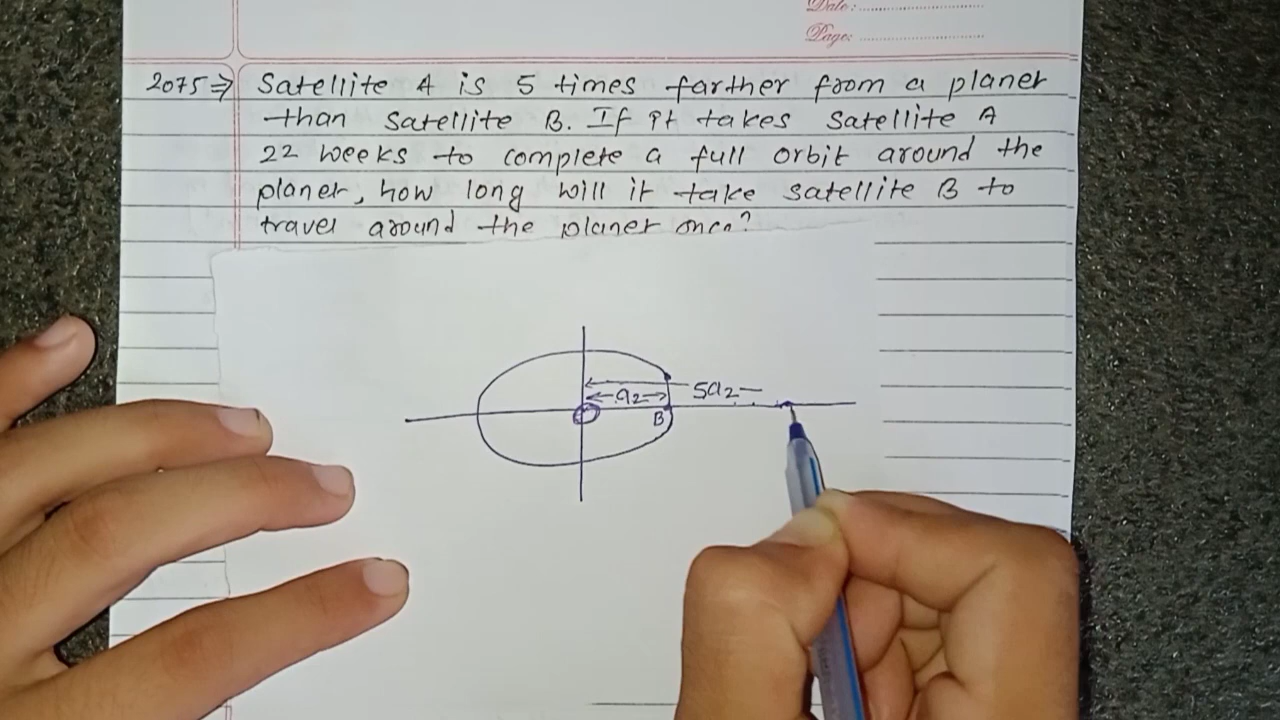 Date: ........................
Page: ........................
2075⇒ Satellite A is 5 times farther from a planet
than Satellite B. If it takes Satellite A
22 weeks to complete a full orbit around the
planet, how long will it take satellite B to
travel around the planet once?
5a2
a2
B